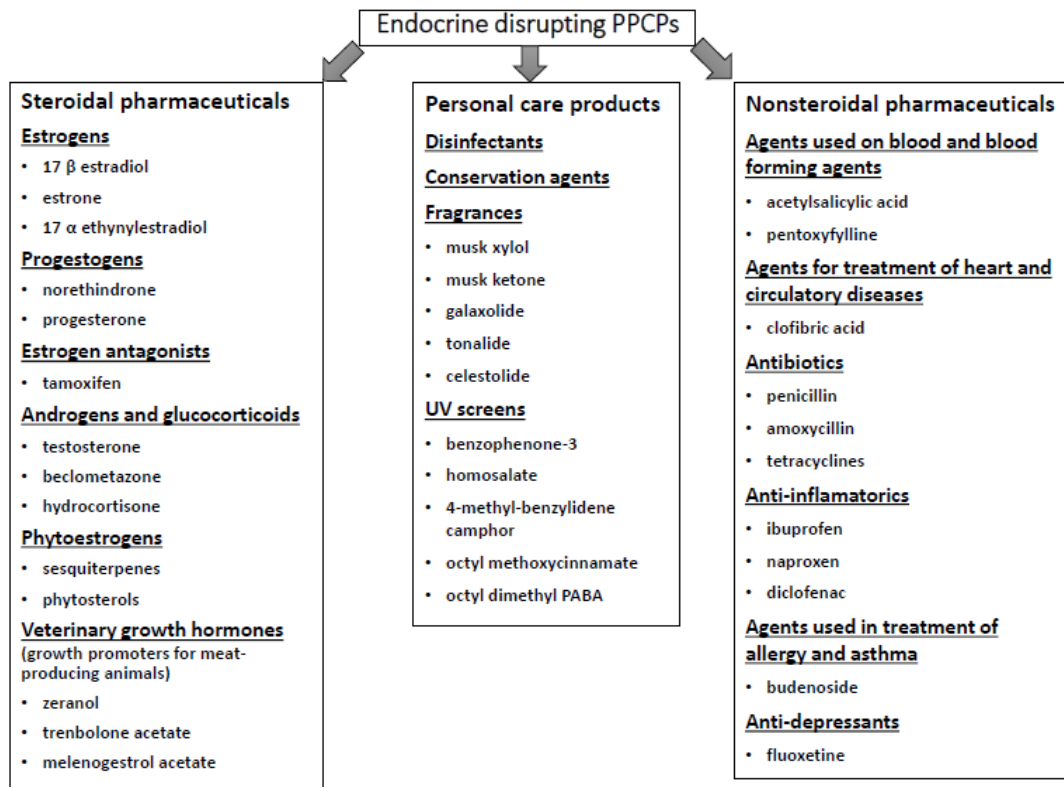 Endocrine disrupting PPCPs
Steroidal pharmaceuticals
Estrogens
• 17 β estradiol
• estrone
• 17 α ethynylestradiol
Progestogens
• norethindrone
• progesterone
Estrogen antagonists
• tamoxifen
Androgens and glucocorticoids
• testosterone
• beclometazone
• hydrocortisone
Phytoestrogens
• sesquiterpenes
• phytosterols
Veterinary growth hormones
(growth promoters for meat-
producing animals)
• zeranol
• trenbolone acetate
• melenogestrol acetate
Personal care products
Disinfectants
Conservation agents
Fragrances
• musk xylol
• musk ketone
• galaxolide
• tonalide
• celestolide
UV screens
• benzophenone-3
• homosalate
• 4-methyl-benzylidene
camphor
• octyl methoxycinnamate
• octyl dimethyl PABA
Nonsteroidal pharmaceuticals
Agents used on blood and blood
forming agents
• acetylsalicylic acid
• pentoxyfylline
Agents for treatment of heart and
circulatory diseases
• clofibric acid
Antibiotics
• penicillin
• amoxycillin
• tetracyclines
Anti-inflamatorics
• ibuprofen
• naproxen
• diclofenac
Agents used in treatment of
allergy and asthma
• budenoside
Anti-depressants
• fluoxetine